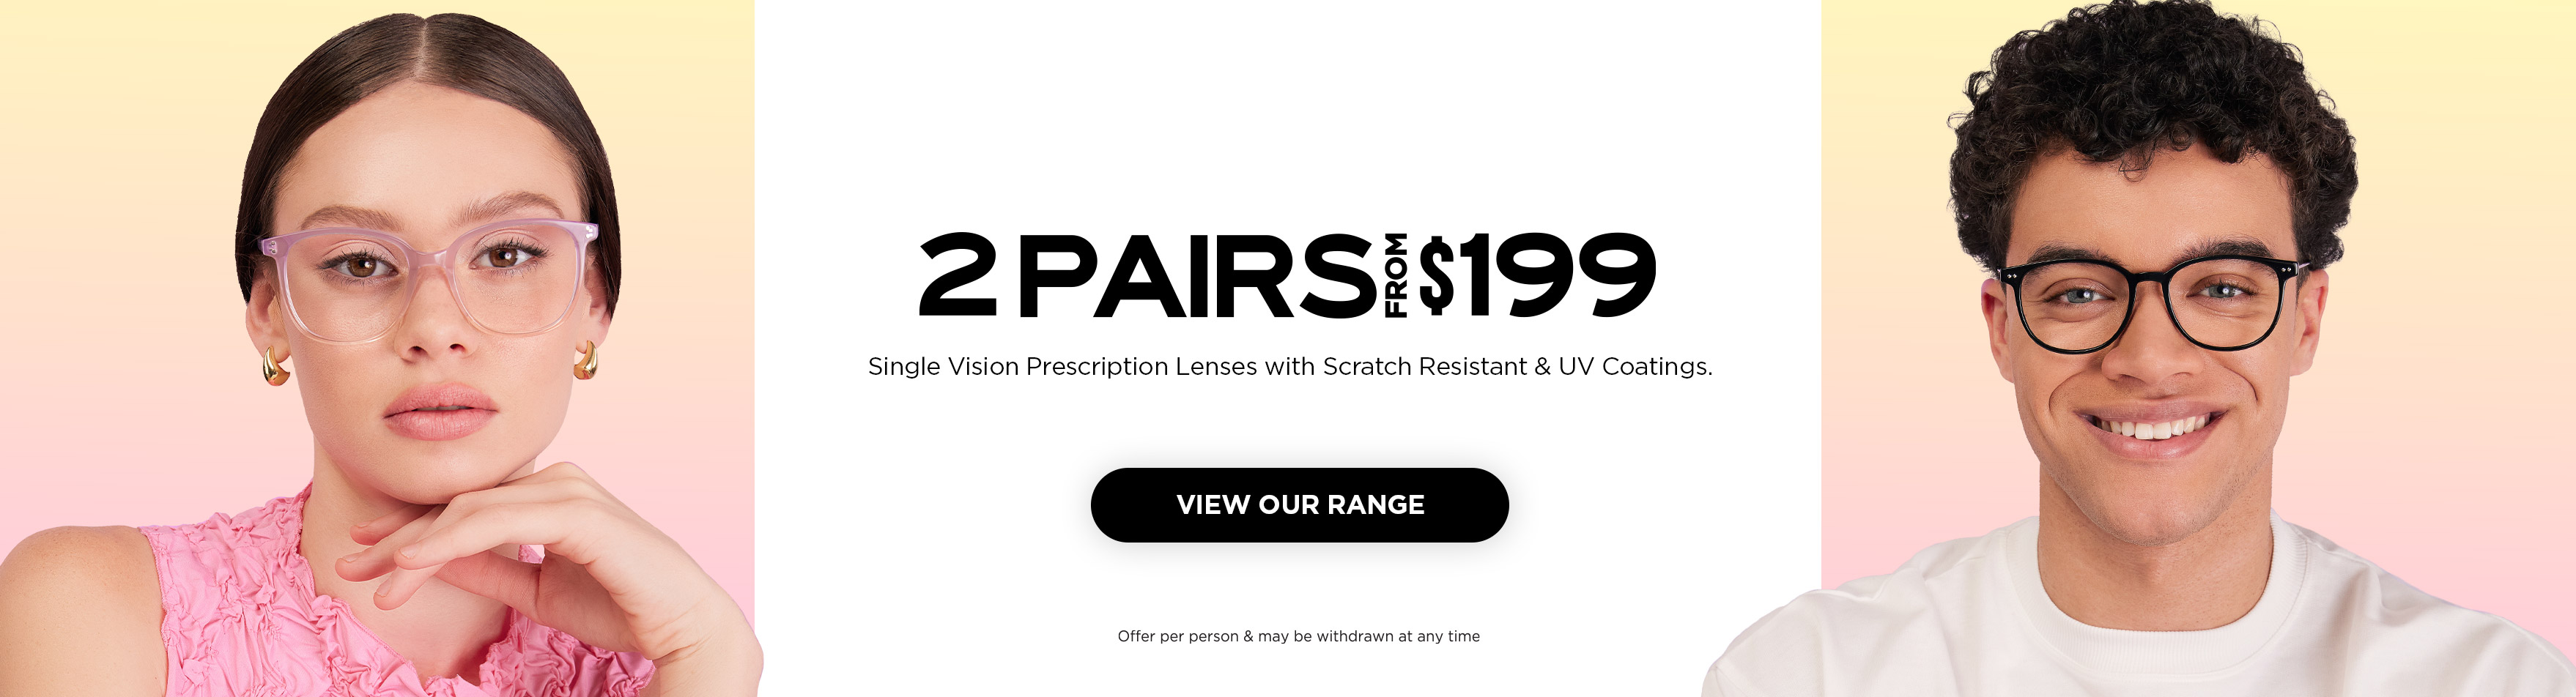 2 PAIRS FROM $199
Single Vision Prescription Lenses with Scratch Resistant & UV Coatings.
VIEW OUR RANGE
Offer per person & may be withdrawn at any time